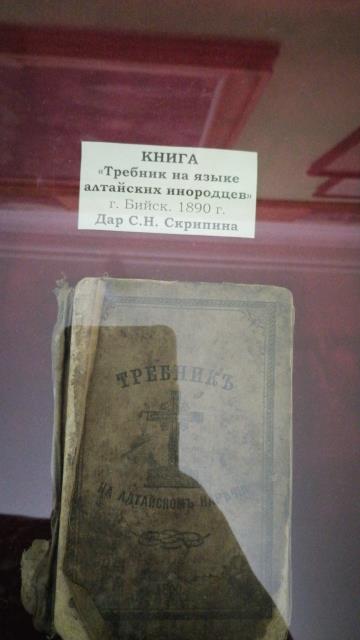 КНИГА
«Требник на языке
алтайских инородцев»
г. Бийск. 1890 г.
Дар С.Н. Скрипина
ТРЕБНИКЪ
НА АЛТАЙСКОМЪ НАРѢЧІИ